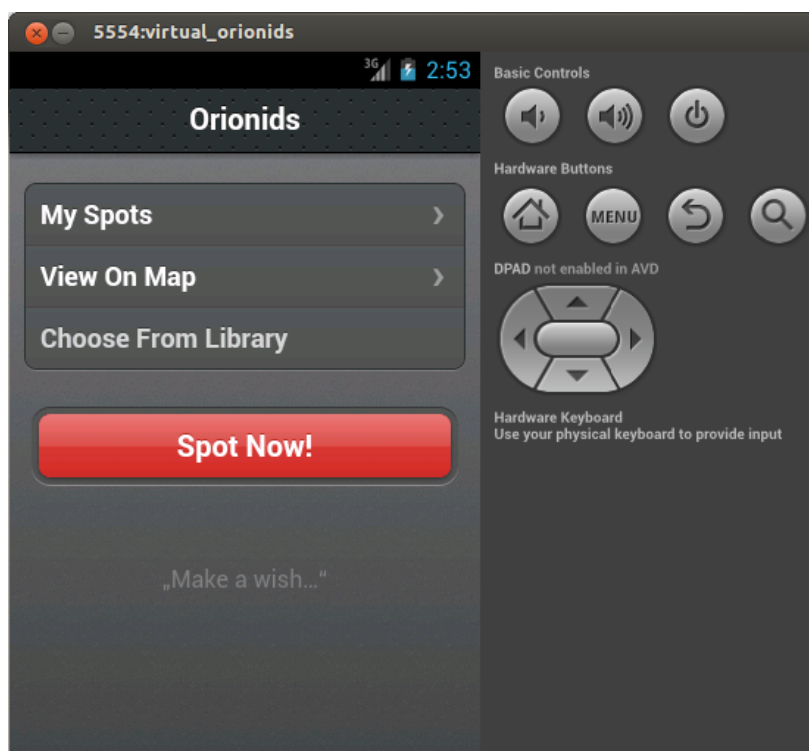 5554:virtual_orionids
3G 2:53
Orionids
My Spots
View On Map
Choose From Library
Spot Now!
„Make a wish…“
Basic Controls
Hardware Buttons
MENU
DPAD not enabled in AVD
Hardware Keyboard
Use your physical keyboard to provide input